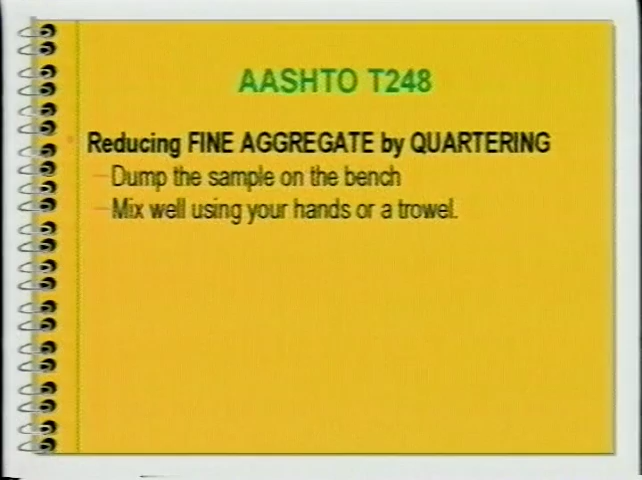 AASHTO T248
Reducing FINE AGGREGATE by QUARTERING
–Dump the sample on the bench
–Mix well using your hands or a trowel.